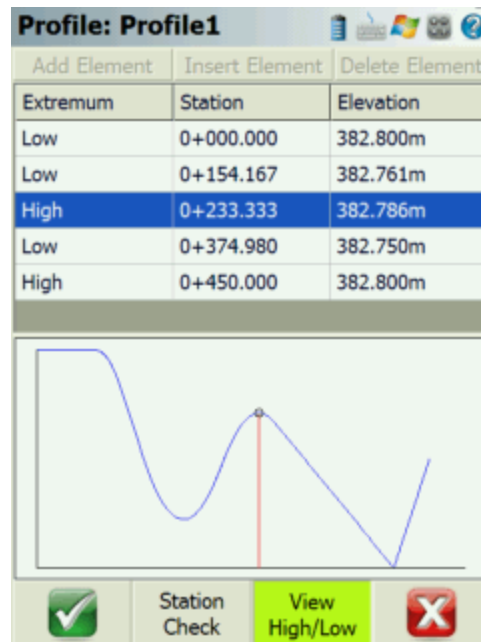 Profile: Profile1
Add Element Insert Element Delete Element
Extremum Station Elevation
Low 0+000.000 382.800m
Low 0+154.167 382.761m
High 0+233.333 382.786m
Low 0+374.980 382.750m
High 0+450.000 382.800m
Station Check
View High/Low